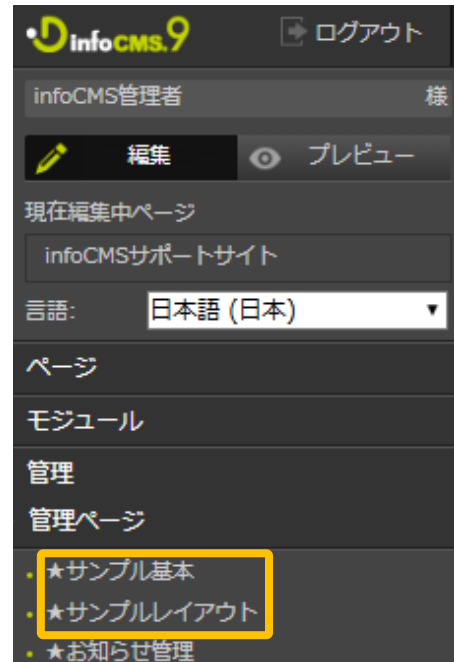 infoCMS.9 ログアウト
infoCMS管理者 様
編集 プレビュー
現在編集中ページ
infoCMSサポートサイト
言語: 日本語 (日本)
ページ
モジュール
管理
管理ページ
★サンプル基本
★サンプルレイアウト
★お知らせ管理